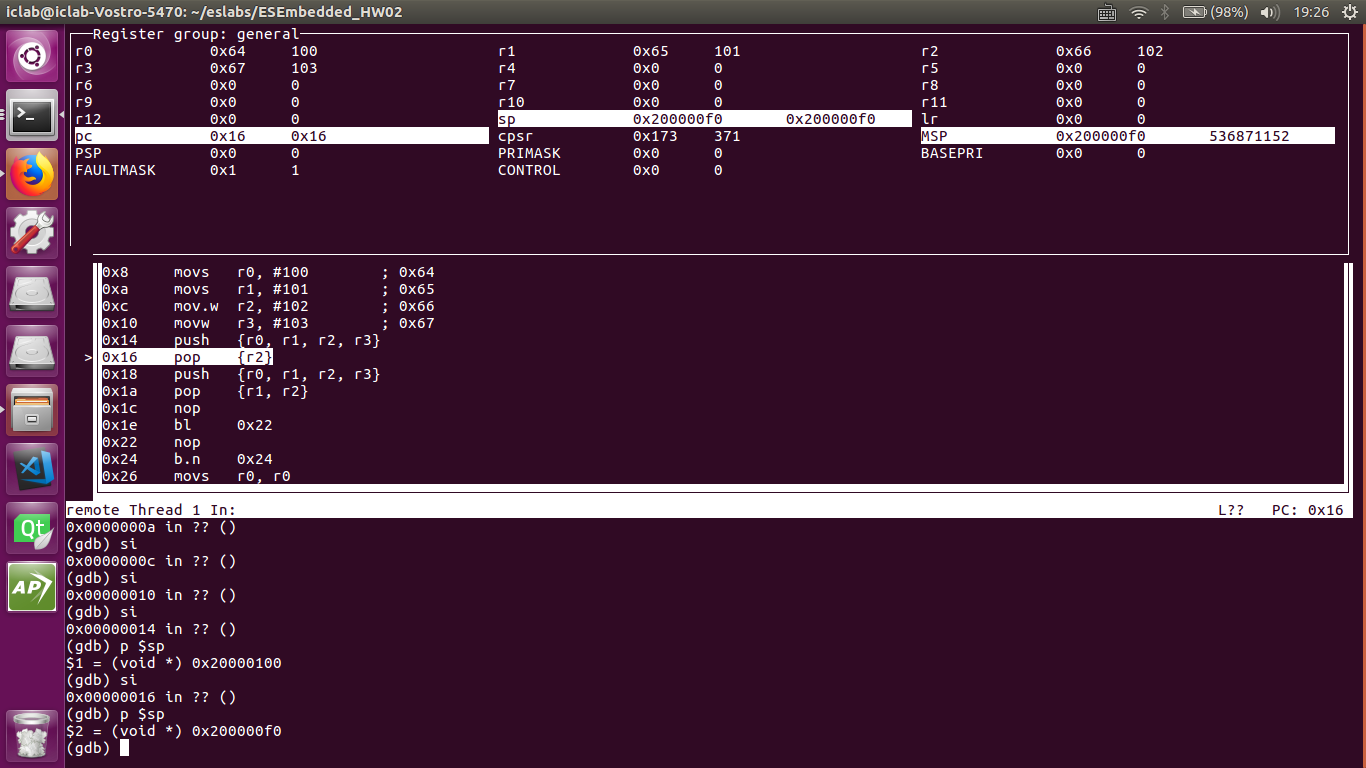 iclab@iclab-Vostro-5470: ~/eslabs/ESEmbedded_HW02 (98%) 19:26
Register group: general
r0 0x64 100 r1 0x65 101 r2 0x66 102
r3 0x67 103 r4 0x0 0 r5 0x0 0
r6 0x0 0 r7 0x0 0 r8 0x0 0
r9 0x0 0 r10 0x0 0 r11 0x0 0
r12 0x0 0 sp 0x200000f0 0x200000f0 lr 0x0 0
pc 0x16 0x16 cpsr 0x173 371 MSP 0x200000f0 536871152
PSP 0x0 0 PRIMASK 0x0 0 BASEPRI 0x0 0
FAULTMASK 0x1 1 CONTROL 0x0 0
0x8 movs r0, #100 ; 0x64
0xa movs r1, #101 ; 0x65
0xc mov.w r2, #102 ; 0x66
0x10 movw r3, #103 ; 0x67
0x14 push {r0, r1, r2, r3}
> 0x16 pop {r2}
0x18 push {r0, r1, r2, r3}
0x1a pop {r1, r2}
0x1c nop
0x1e bl 0x22
0x22 nop
0x24 b.n 0x24
0x26 movs r0, r0
remote Thread 1 In: L?? PC: 0x16
0x0000000a in ?? ()
(gdb) si
0x0000000c in ?? ()
(gdb) si
0x00000010 in ?? ()
(gdb) si
0x00000014 in ?? ()
(gdb) p $sp
$1 = (void *) 0x20000100
(gdb) si
0x00000016 in ?? ()
(gdb) p $sp
$2 = (void *) 0x200000f0
(gdb)
Qt
AP